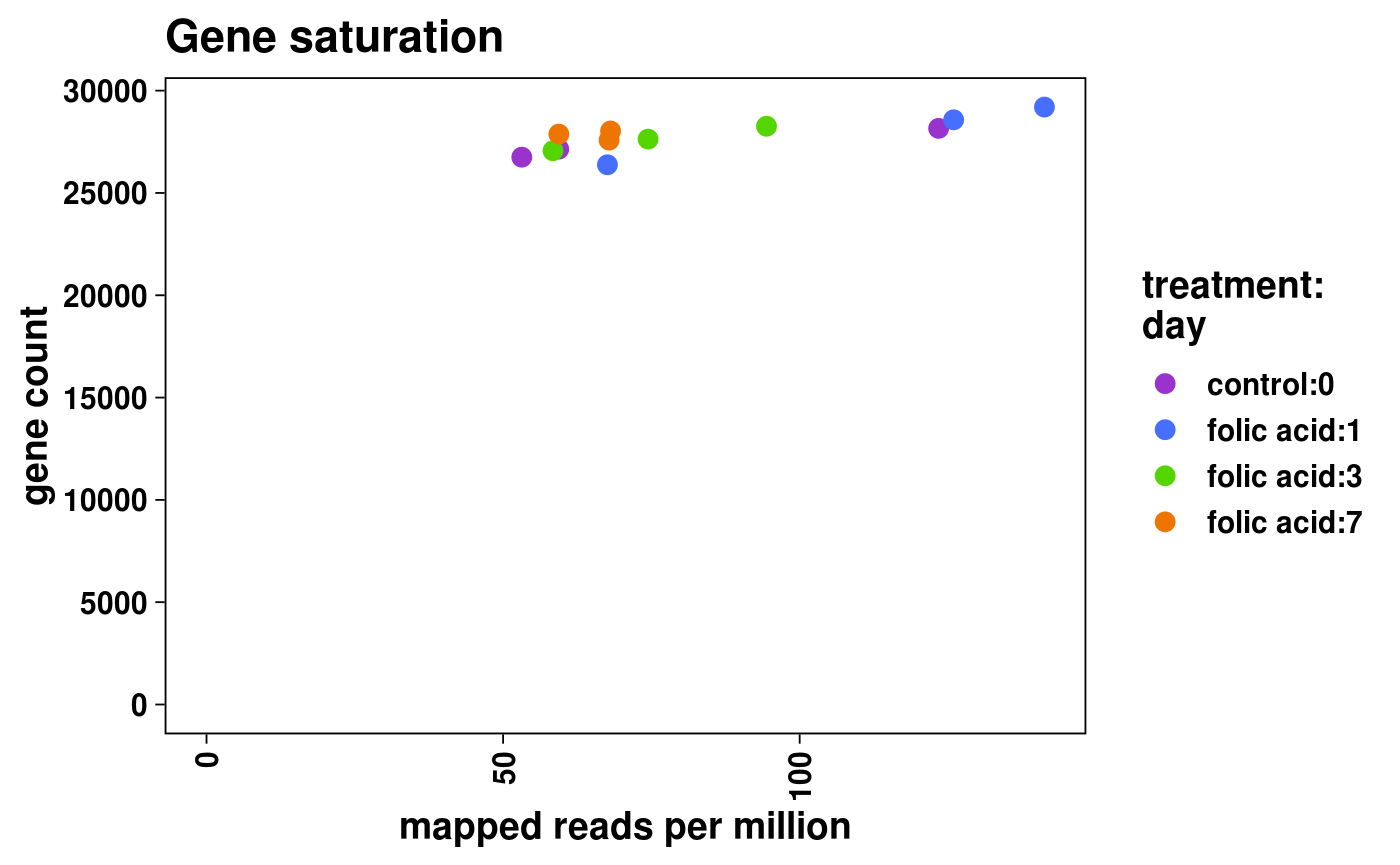 Gene saturation
30000
25000
20000
15000
10000
5000
0
gene count
0
50
100
mapped reads per million
treatment:
day
control:0
folic acid:1
folic acid:3
folic acid:7